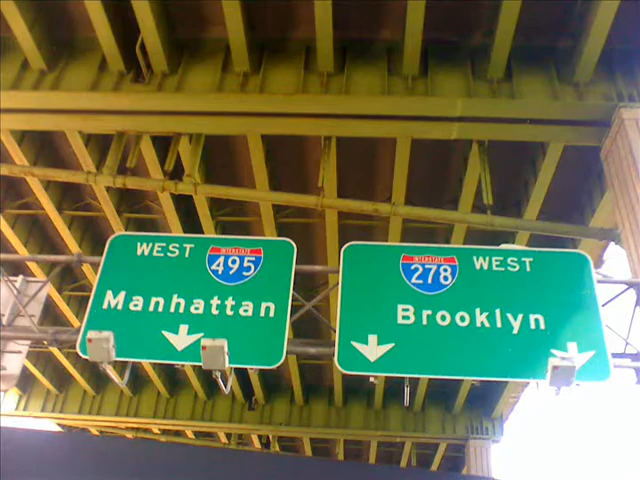 WEST INTERSTATE 495
Manhattan
INTERSTATE 278 WEST
Brooklyn